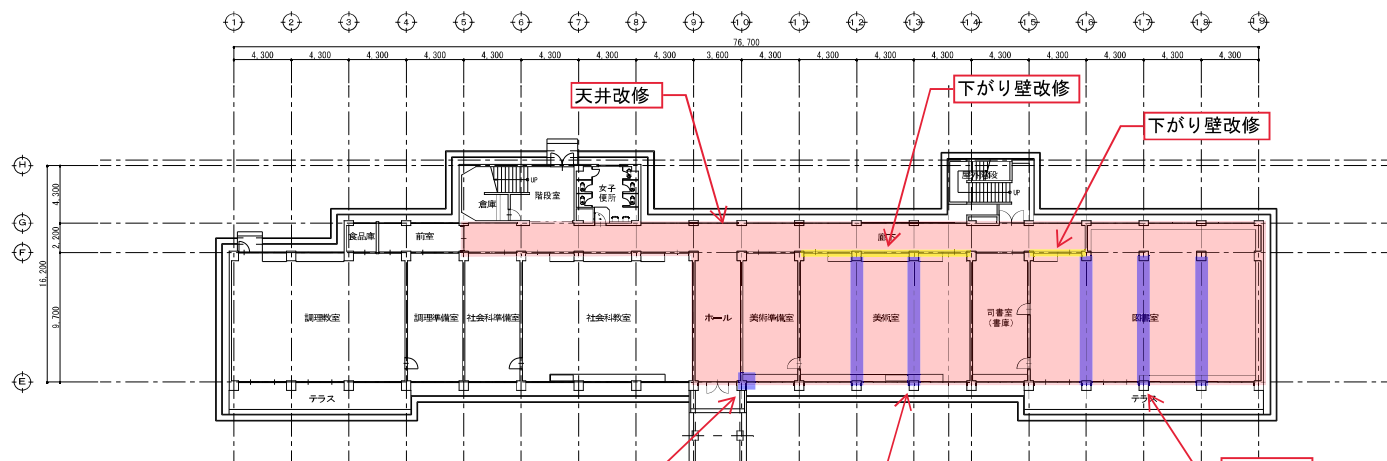 1 2 3 4 5 6 7 8 9 10 11 12 13 14 15 16 17 18 19
76,700
4,300 4,300 4,300 4,300 4,300 4,300 4,300 4,300 3,600 4,300 4,300 4,300 4,300 4,300 4,300 4,300 4,300 4,300
天井改修
下がり壁改修
下がり壁改修
H
4,300
G
2,200
F
16,200
9,700
E
UP
階段室
倉庫
女子
便所
屋外階段
UP
食品庫
前室
廊下
調理教室
調理準備室
社会科準備室
社会科教室
ホール
美術準備室
美術室
司書室
(書庫)
図書室
テラス
テラス